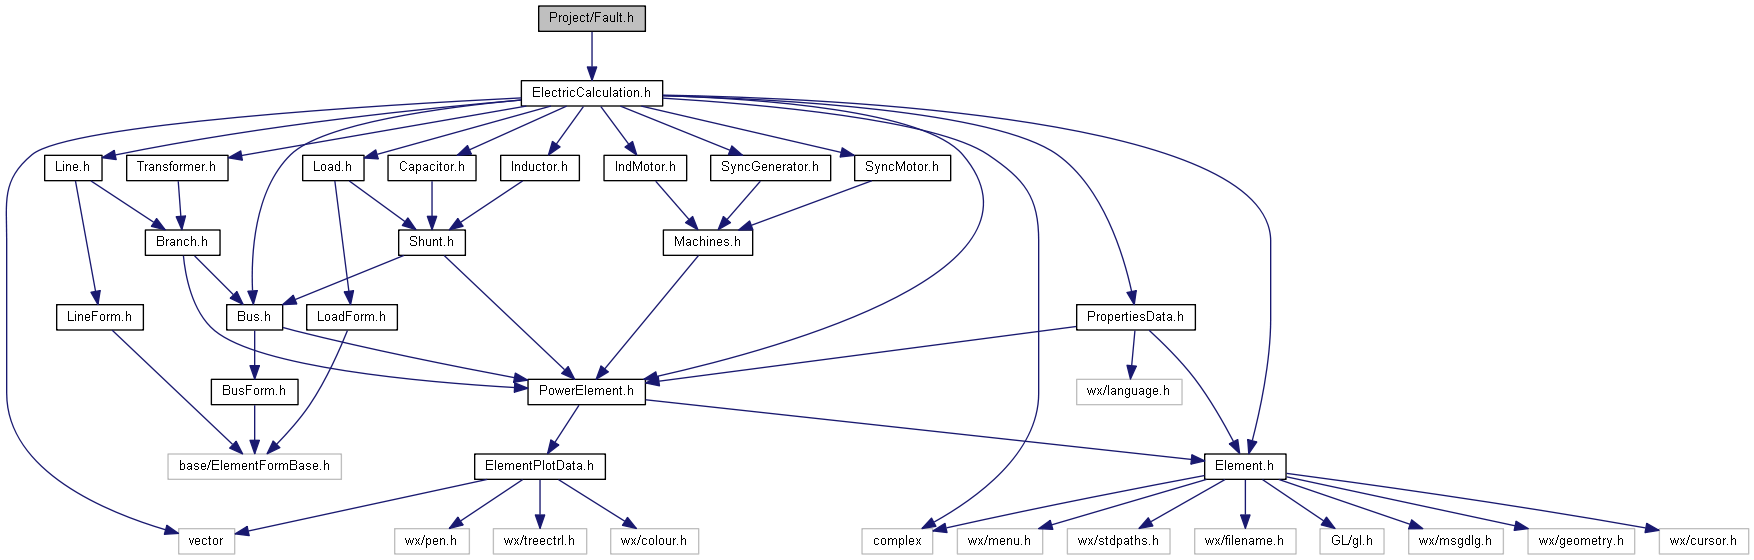 Project/Fault.h
ElectricCalculation.h
Line.h
Transformer.h
Load.h
Capacitor.h
Inductor.h
IndMotor.h
SyncGenerator.h
SyncMotor.h
Branch.h
Shunt.h
Machines.h
LineForm.h
Bus.h
LoadForm.h
PropertiesData.h
BusForm.h
PowerElement.h
wx/language.h
base/ElementFormBase.h
ElementPlotData.h
Element.h
vector
wx/pen.h
wx/treectrl.h
wx/colour.h
complex
wx/menu.h
wx/stdpaths.h
wx/filename.h
GL/gl.h
wx/msgdlg.h
wx/geometry.h
wx/cursor.h